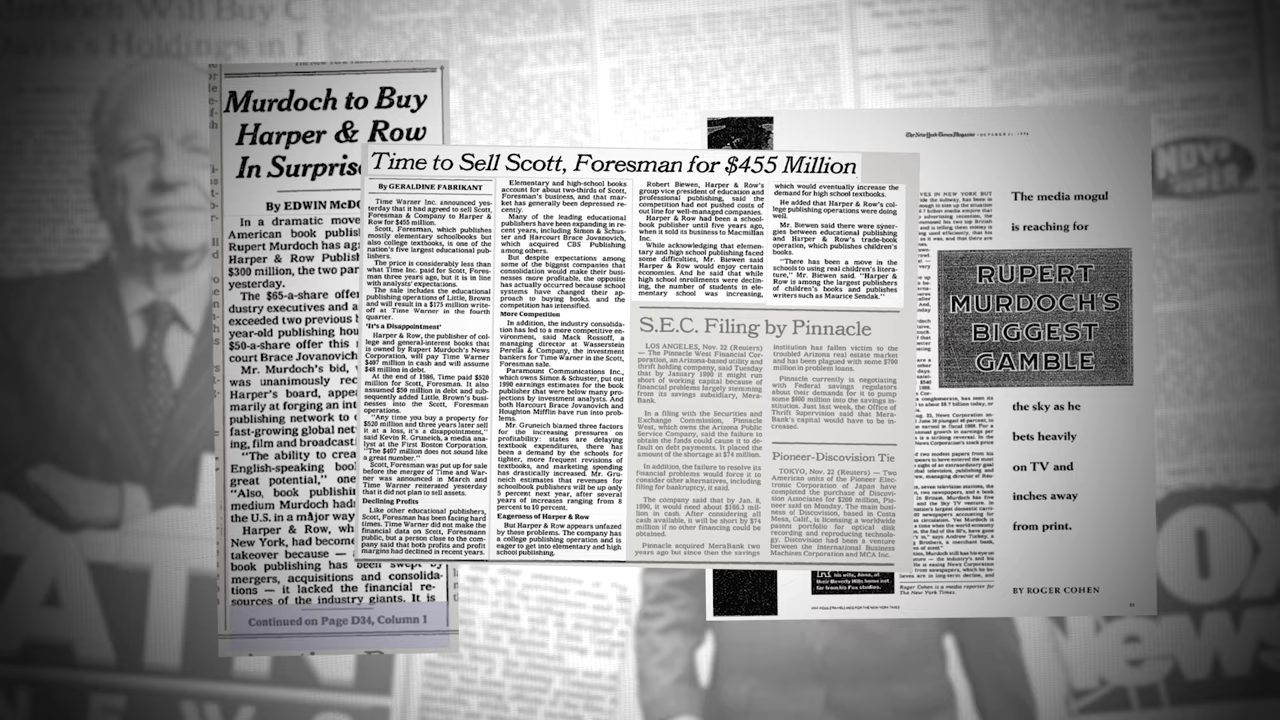 Murdoch Will Buy
Holdings in
Murdoch to Buy
Harper & Row
In Surpris
By EDWIN McDO
In a dramatic move
American book publis
Rupert Murdoch has ag
Harper & Row Publish
$300 million, the two par
yesterday.
The $65-a-share offer
dustry executives and a
exceeded two previous b
year-old publishing hou
$50-a-share offer this
court Brace Jovanovich
Mr. Murdoch's bid,
was unanimously rec
Harper's board, appe
marily at forging an int
publishing network to
fast-growing global net
ing, film and broadcast
"The ability to crea
English-speaking boo
great potential," one
"Also, book publishi
medium Murdoch had
the U.S. in a major way
Harper & Row, wh
New York, had become
takeover because —
book publishing has been swept by
mergers, acquisitions and consolida-
tions — it lacked the financial re-
sources of the industry giants. It is
Continued on Page D34, Column 1
Time to Sell Scott, Foresman for $455 Million
By GERALDINE FABRIKANT
Time Warner Inc. announced yes-
terday that it had agreed to sell Scott,
Foresman & Company to Harper &
Row for $455 million.
Scott, Foresman, which publishes
mostly elementary schoolbooks but
also college textbooks, is one of the
nation's five largest educational pub-
lishers.
The price is considerably less than
what Time Inc. paid for Scott, Fores-
man three years ago, but it is in line
with analysts' expectations.
The sale includes the educational
publishing operations of Little, Brown
and will result in a $175 million write-
off at Time Warner in the fourth
quarter.
'It's a Disappointment'
Harper & Row, the publisher of col-
lege and general-interest books that
is owned by Rupert Murdoch's News
Corporation, will pay Time Warner
$407 million in cash and will assume
$48 million in debt.
At the end of 1986, Time paid $520
million for Scott, Foresman. It also
assumed $50 million in debt and sub-
sequently added Little, Brown's busi-
ness into the Scott, Foresman
operations.
"Any time you buy a property for
$520 million and three years later sell
it at a loss, it's a disappointment,"
said Kevin R. Gruneich, a media ana-
lyst at the First Boston Corporation.
"The $407 million does not sound like
a great number."
Scott, Foresman was put up for sale
before the merger of Time and War-
ner was announced in March and
Time Warner reiterated yesterday
that it did not plan to sell assets.
Declining Profits
Like other educational publishers,
Scott, Foresman has been facing hard
times. Time Warner did not make the
financial data on Scott, Foresman
public, but a person close to the com-
pany said that both profits and profit
margins had declined in recent years.
Elementary and high-school books
account for about two-thirds of Scott,
Foresman's business, and that mar-
ket has generally been depressed re-
cently.
Many of the leading educational
publishers have been expanding in re-
cent years, including Simon & Schus-
ter and Harcourt Brace Jovanovich,
which acquired CBS Publishing
among others.
But despite expectations among
some of the biggest companies that
consolidation would make their busi-
nesses more profitable, the opposite
has actually occurred because school
systems have changed their ap-
proach to buying books. and the
competition has intensified.
More Competition
In addition, the industry consolida-
tion has led to a more competitive en-
vironment, said Mack Rossoff, a
managing director at Wasserstein
Perella & Company, the investment
bankers for Time Warner in the Scott,
Foresman sale.
Paramount Communications Inc.,
which owns Simon & Schuster, put out
1990 earnings estimates for the book
publisher that were below many pro-
jections by investment analysts. And
both Harcourt Brace Jovanovich and
Houghton Mifflin have run into prob-
lems.
Mr. Gruneich blamed three factors
for the increasing pressures on
profitability: states are delaying
textbook expenditures, there has
been a demand by the schools for
tighter, more frequent revisions of
textbooks, and marketing spending
has drastically increased. Mr. Gru-
neich estimates that revenues for
schoolbook publishers will be up only
5 percent next year, after several
years of increases ranging from 8
percent to 10 percent.
Eagerness of Harper & Row
But Harper & Row appears unfazed
by these problems. The company has
a college publishing operation and is
eager to get into elementary and high
school publishing.
Robert Biewen, Harper & Row's
group vice president of education and
professional publishing, said the
competition had not pushed costs of
out line for well-managed companies.
Harper & Row had been a school-
book publisher until five years ago,
when it sold its business to Macmillan
Inc.
While acknowledging that elemen-
tary and high school publishing faced
some difficulties, Mr. Biewen said
Harper & Row would enjoy certain
economies. And he said that while
high school enrollments were declin-
ing, the number of students in ele-
mentary school was increasing,
which would eventually increase the
demand for high school textbooks.
He added that Harper & Row's col-
lege publishing operations were doing
well.
Mr. Biewen said there were syner-
gies between educational publishing
and Harper & Row's trade-book
operation, which publishes children's
books.
"There has been a move in the
schools to using real children's litera-
ture," Mr. Biewen said. "Harper &
Row is among the largest publishers
of children's books and publishes
writers such as Maurice Sendak."
S.E.C. Filing by Pinnacle
LOS ANGELES, Nov. 22 (Reuters)
— The Pinnacle West Financial Cor-
poration, an Arizona-based utility and
thrift holding company, said Tuesday
that by January 1990 it might run
short of working capital because of
financial problems largely stemming
from its savings subsidiary, Mera-
Bank.
In a filing with the Securities and
Exchange Commission, Pinnacle
West, which owns the Arizona Public
Service Company, said the failure to
obtain the funds could cause it to de-
fault on debt payments. It placed the
amount of the shortage at $74 million.
In addition, the failure to resolve its
financial problems would force it to
consider other alternatives, including
filing for bankruptcy, it said.
The company said that by Jan. 8,
1990, it would need about $186.3 mil-
lion in cash. After considering all
cash available, it will be short by $74
million if no other financing could be
obtained.
Pinnacle acquired MeraBank two
years ago but since then the savings
institution has fallen victim to the
troubled Arizona real estate market
and has been plagued with some $700
million in problem loans.
Pinnacle currently is negotiating
with Federal savings regulators
about their demands for it to pump
some $600 million into the savings in-
stitution. Just last week, the Office of
Thrift Supervision said that Mera-
Bank's capital would have to be in-
creased.
Pioneer-Discovision Tie
TOKYO, Nov. 22 (Reuters) — Two
American units of the Pioneer Elec-
tronic Corporation of Japan have
completed the purchase of Discovi-
sion Associates for $200 million, Pio-
neer said on Monday. The main busi-
ness of Discovision, based in Costa
Mesa, Calif., is licensing a worldwide
patent portfolio for optical disk
recording and reproducing technolo-
gy. Discovision had been a venture
between the International Business
Machines Corporation and MCA Inc.
The New York Times Magazine
OCTOBER 21,
The media mogul
is reaching for
RUPERT
MURDOCH'S
BIGGEST
GAMBLE
the sky as he
bets heavily
on TV and
inches away
from print.
BY ROGER COHEN
his wife, Anna, at
their Beverly Hills home not
far from his Fox studios.
Roger Cohen is a media reporter for
The New York Times.
NOW
FOX
News
NEWS